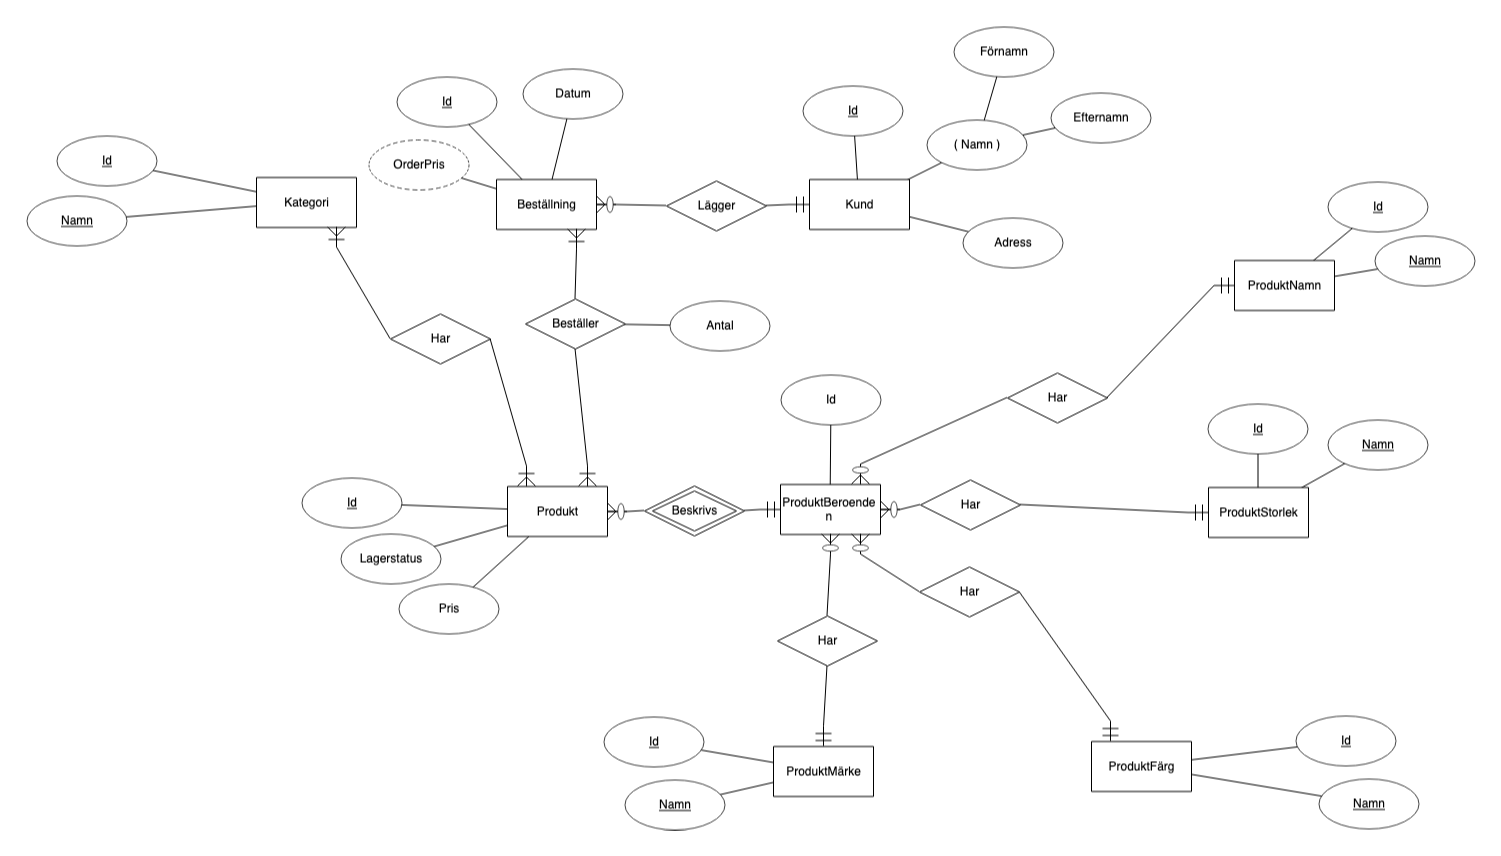 Förnamn
Id
Datum
Id
Efternamn
( Namn )
Id
OrderPris
Namn
Kategori
Beställning
Lägger
Kund
Adress
Id
Namn
ProduktNamn
Beställer
Antal
Har
Id
Har
Id
Namn
Id
Produkt
Beskrivs
ProduktBeroende
n
Har
ProduktStorlek
Lagerstatus
Pris
Har
Har
Id
Namn
ProduktMärke
ProduktFärg
Id
Namn